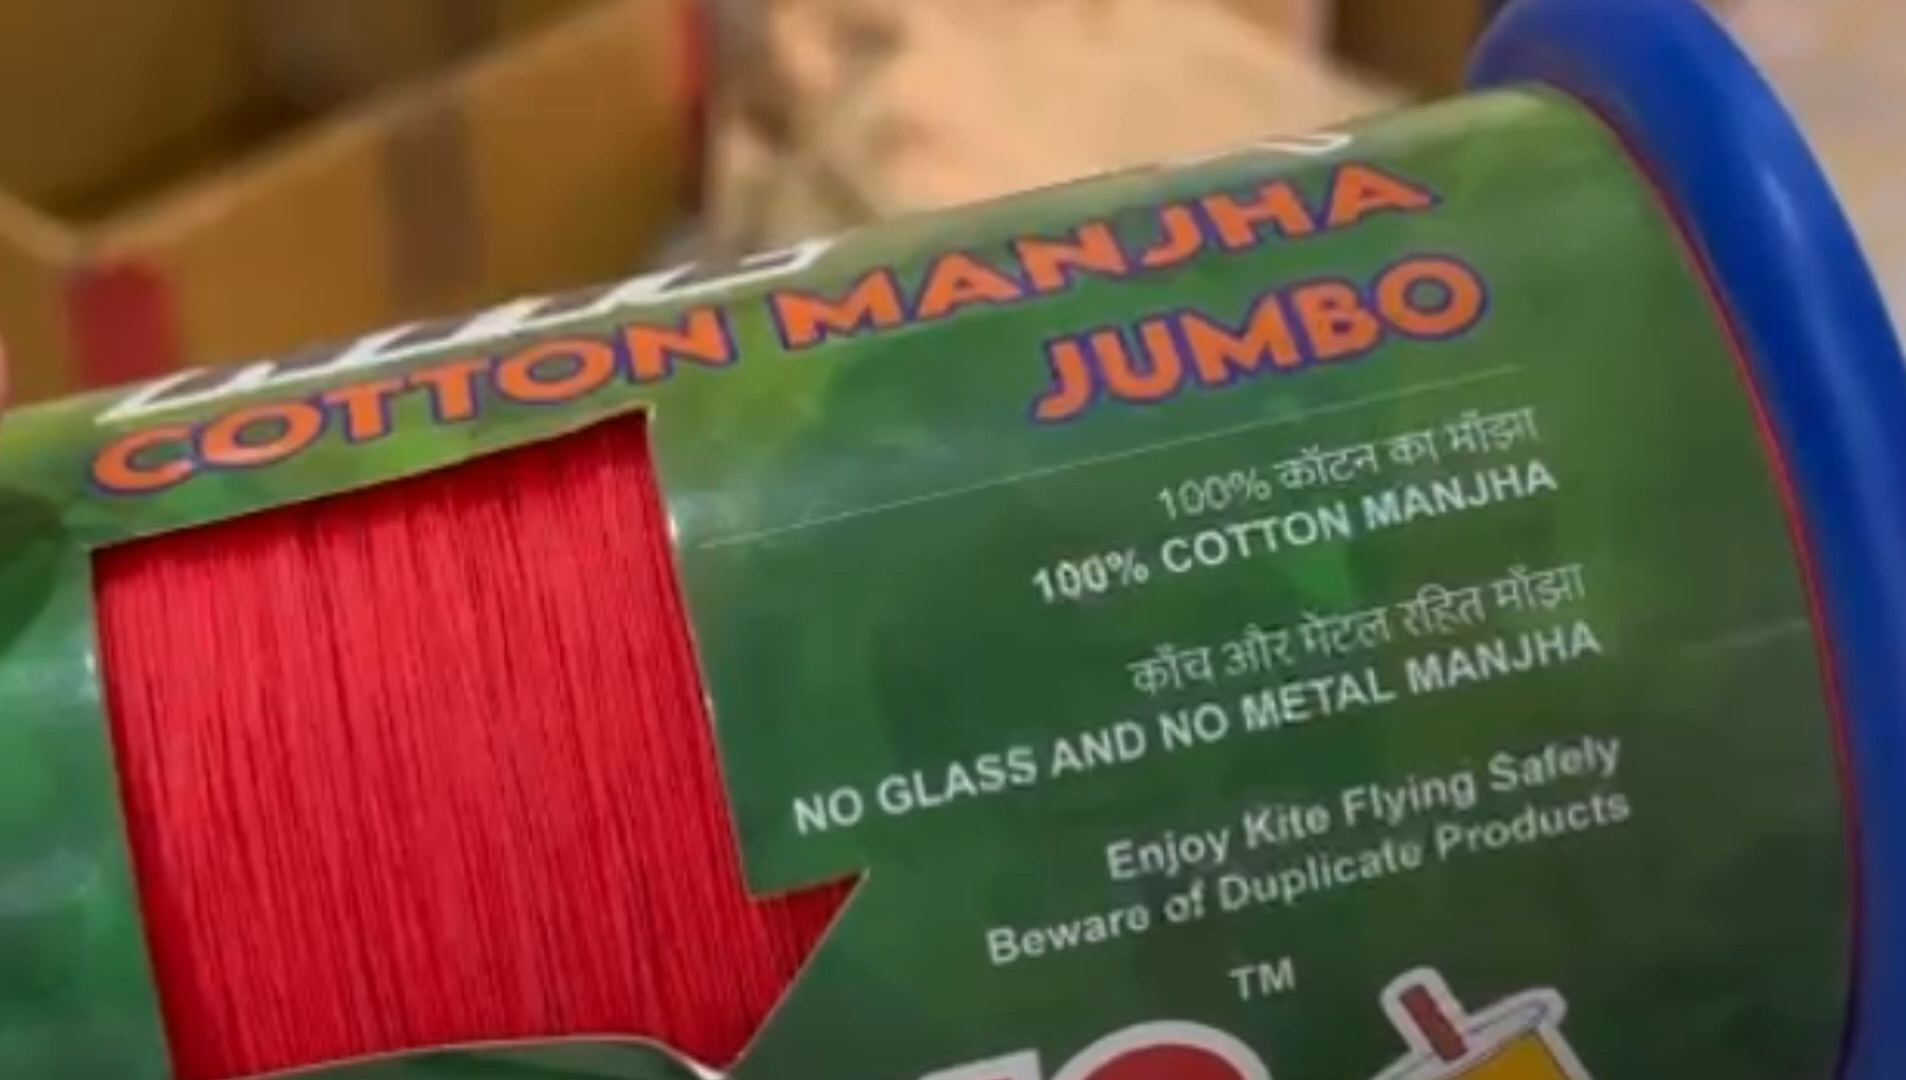 COTTON MANJHA
JUMBO
100% कॉटन का माँझा
100% COTTON MANJHA
काँच और मेटल रहित माँझा
NO GLASS AND NO METAL MANJHA
Enjoy Kite Flying Safely
Beware of Duplicate Products
TM